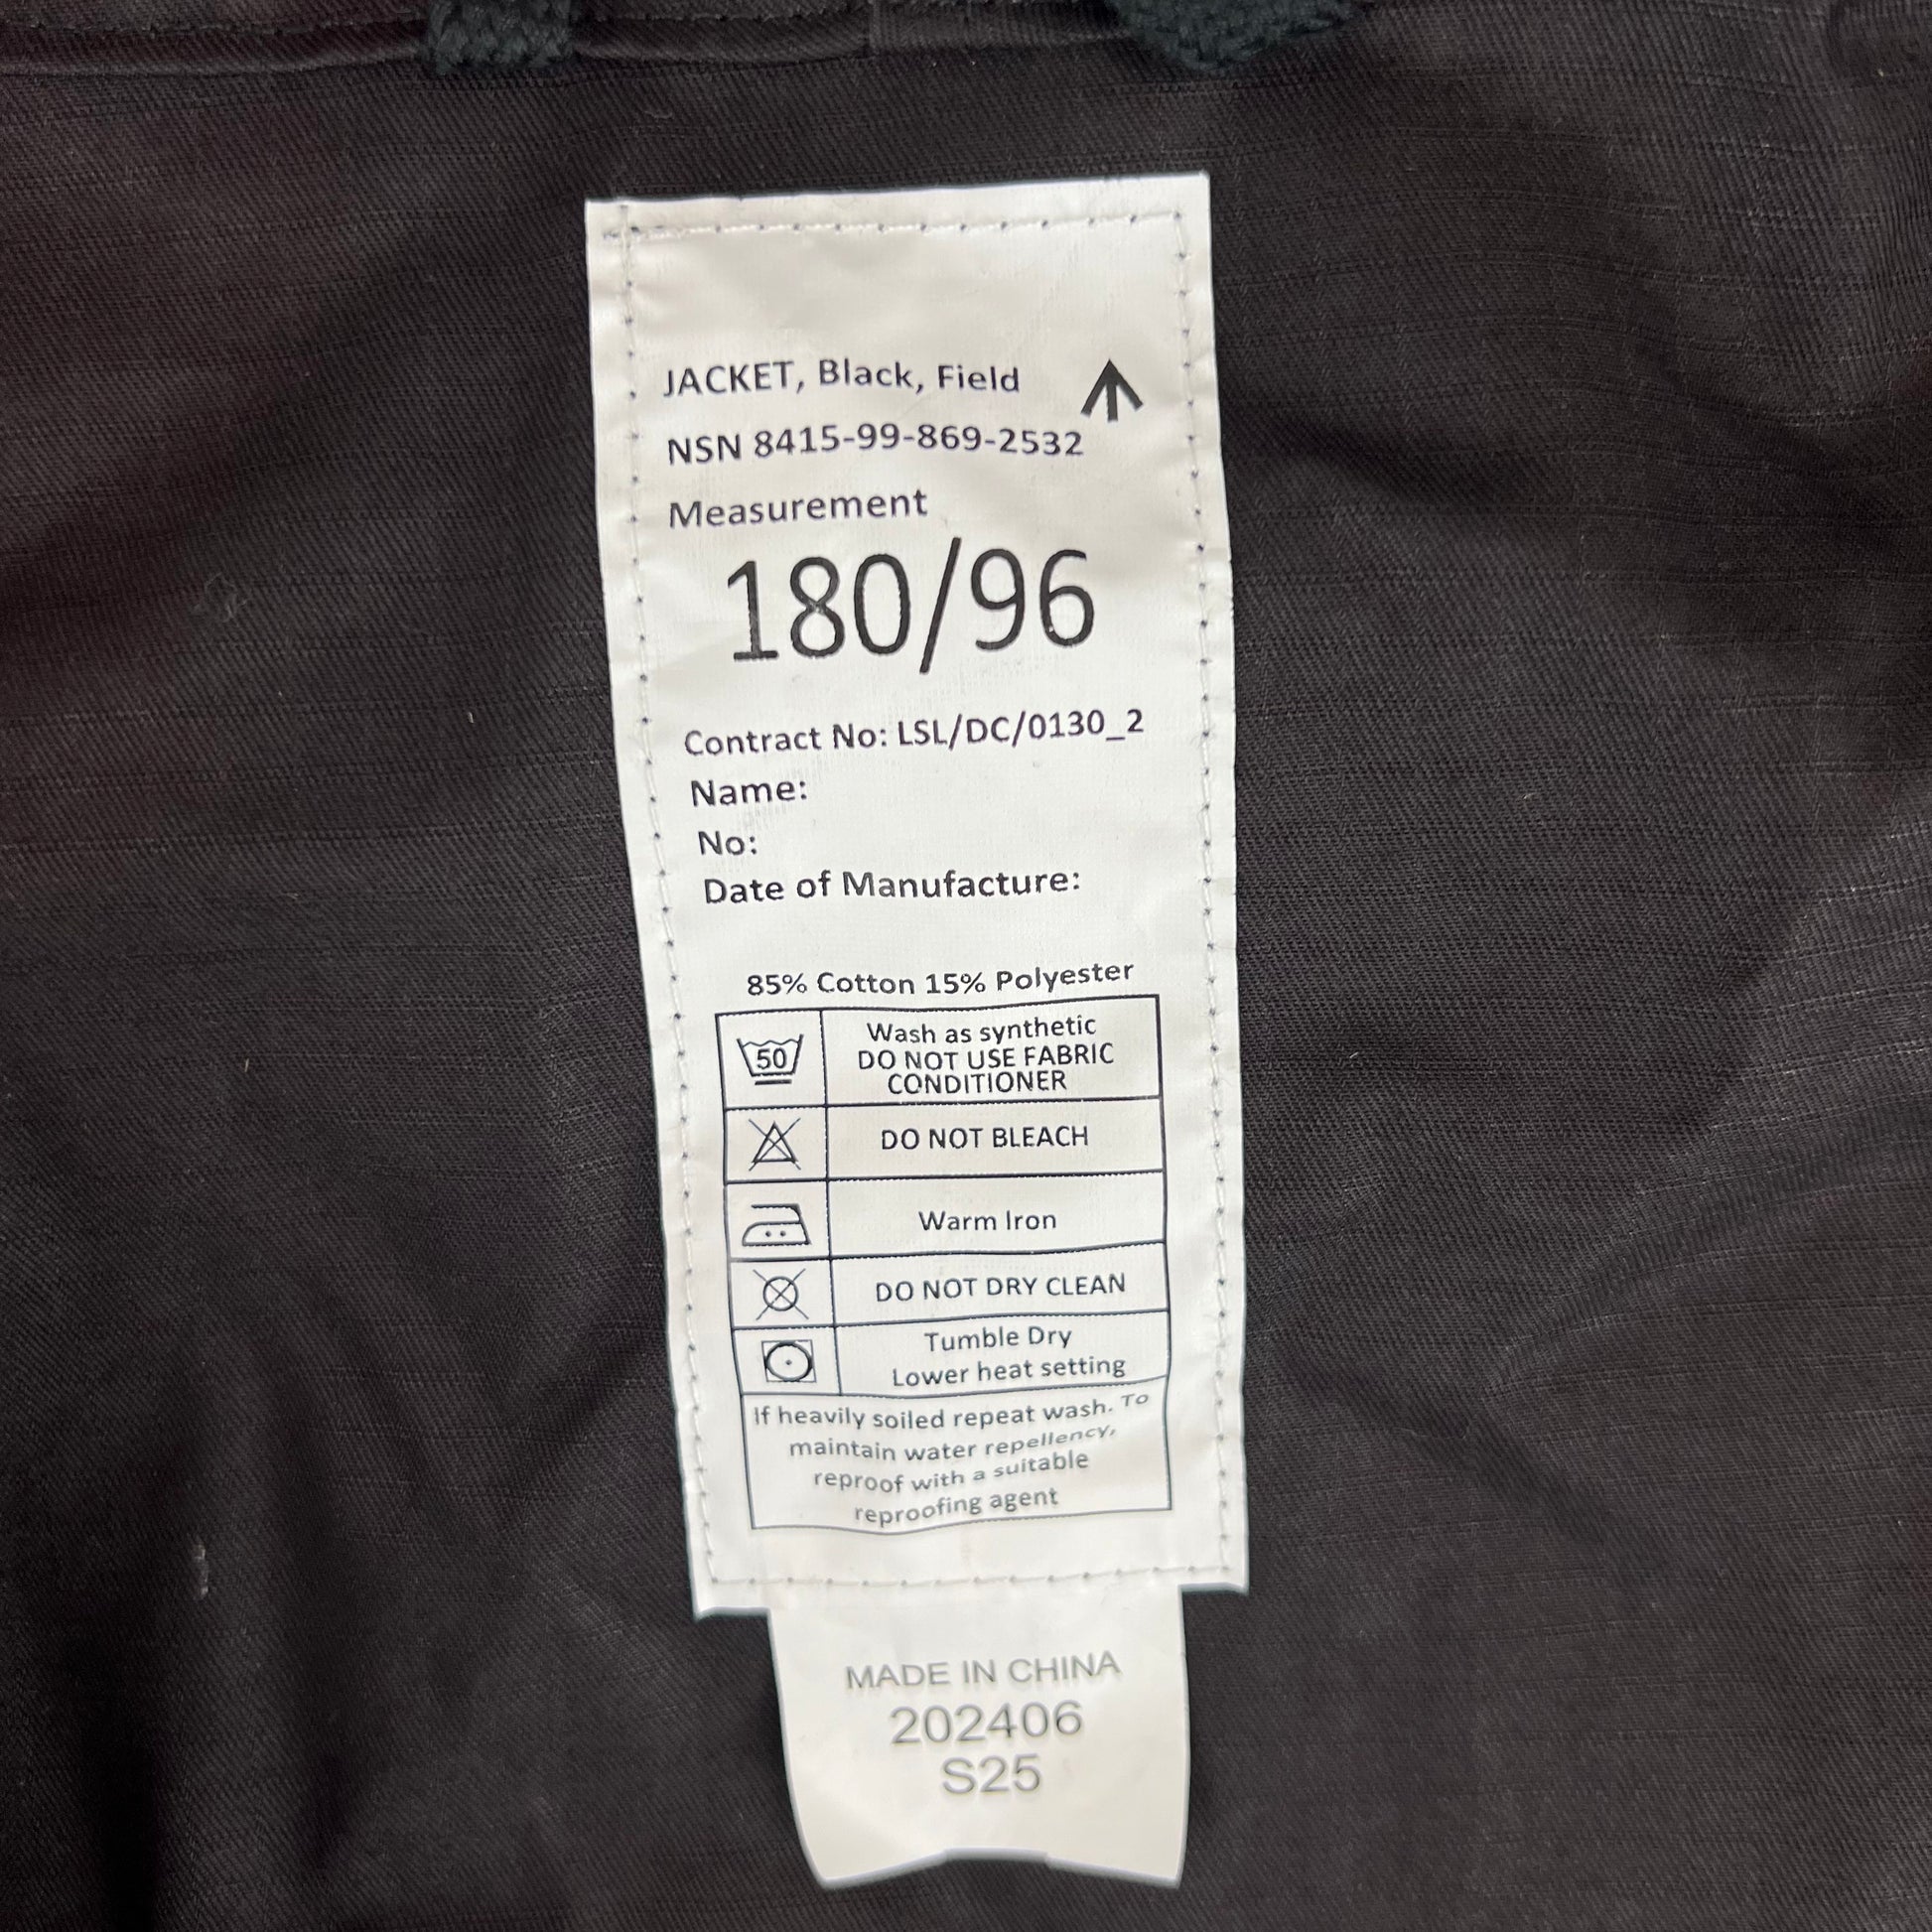 JACKET, Black, Field
NSN 8415-99-869-2532
Measurement
180/96
Contract No: LSL/DC/0130_2
Name:
No:
Date of Manufacture:
85% Cotton 15% Polyester
50
Wash as synthetic
DO NOT USE FABRIC
CONDITIONER
DO NOT BLEACH
Warm Iron
DO NOT DRY CLEAN
Tumble Dry
Lower heat setting
If heavily soiled repeat wash. To
maintain water repellency,
reproof with a suitable
reproofing agent
MADE IN CHINA
202406
S25